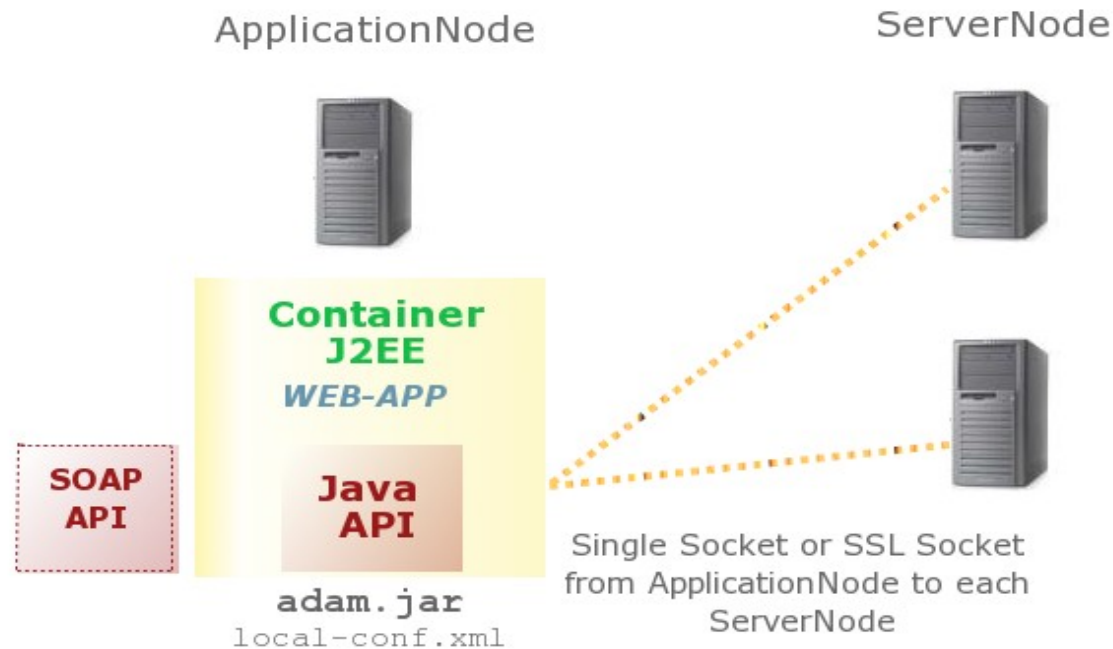 ApplicationNode
ServerNode
Container
J2EE
WEB-APP
SOAP
API
Java
API
adam.jar
local-conf.xml
Single Socket or SSL Socket
from ApplicationNode to each
ServerNode